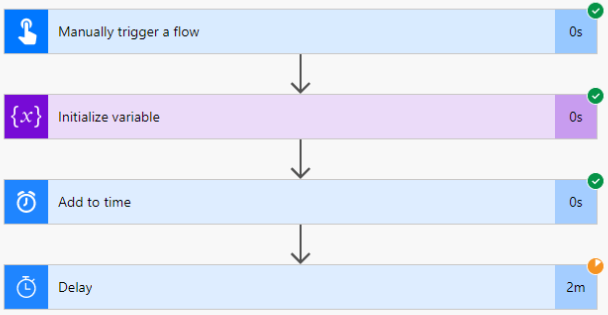 Manually trigger a flow 0s
{x} Initialize variable 0s
Add to time 0s
Delay 2m